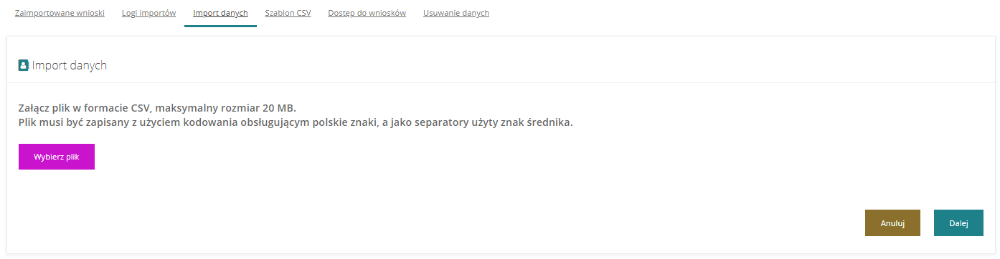 Zaimportowane wnioski Logi importów Import danych Szablon CSV Dostęp do wniosków Usuwanie danych
Import danych
Załącz plik w formacie CSV, maksymalny rozmiar 20 MB.
Plik musi być zapisany z użyciem kodowania obsługującym polskie znaki, a jako separatory użyty znak średnika.
Wybierz plik
Anuluj Dalej